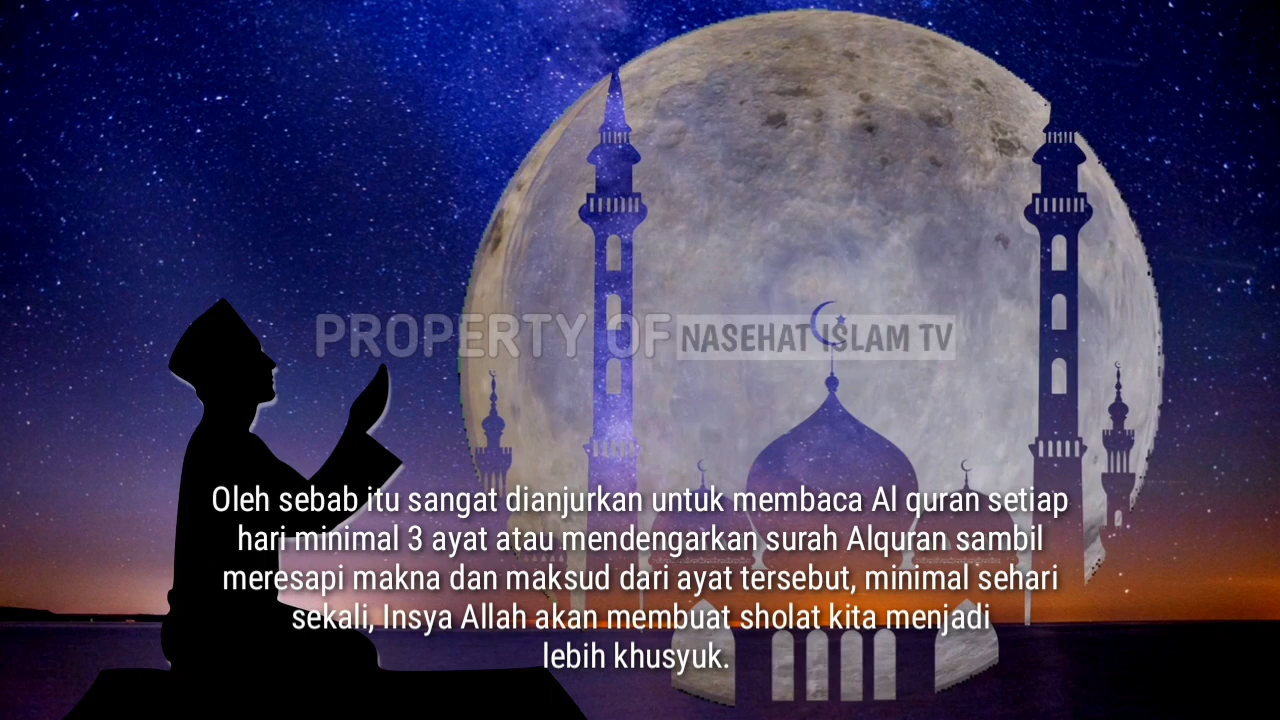 PROPERTY OF NASEHAT ISLAM TV
Oleh sebab itu sangat dianjurkan untuk membaca Al quran setiap
hari minimal 3 ayat atau mendengarkan surah Alquran sambil
meresapi makna dan maksud dari ayat tersebut, minimal sehari
sekali, Insya Allah akan membuat sholat kita menjadi
lebih khusyuk.